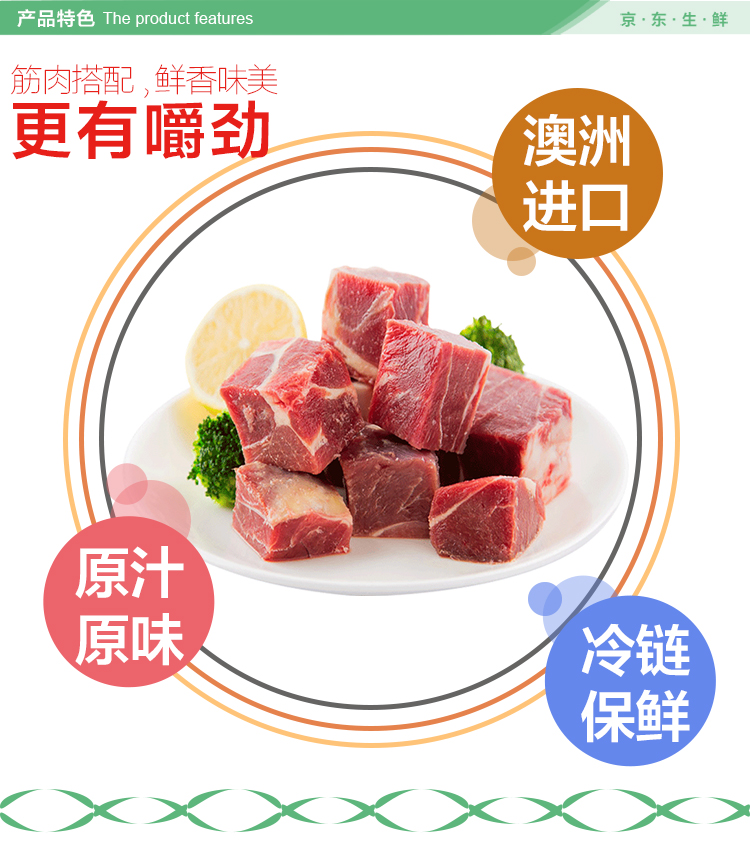 产品特色 The product features
京·东·生·鲜
筋肉搭配,鲜香味美
更有嚼劲
澳洲
进口
原汁
原味
冷链
保鲜